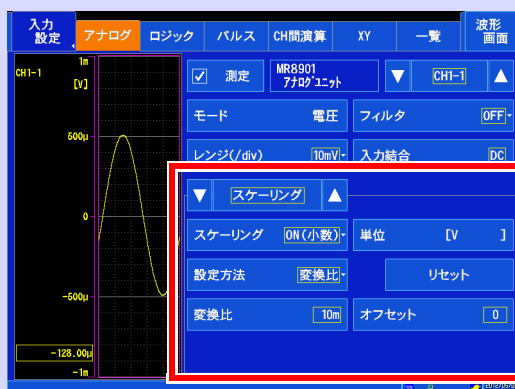 入力
設定
アナログ
ロジック
パルス
CH間演算
XY
一覧
波形
画面
CH1-1
1m
[V]
500μ
0
-500μ
-128.00μ
-1m
測定
MR8901
アナログユニット
CH1-1
モード 電圧
フィルタ OFF
レンジ(/div) 10mV
入力結合 DC
スケーリング
スケーリング ON(小数)
単位 [V ]
設定方法 変換比
リセット
変換比 10m
オフセット 0